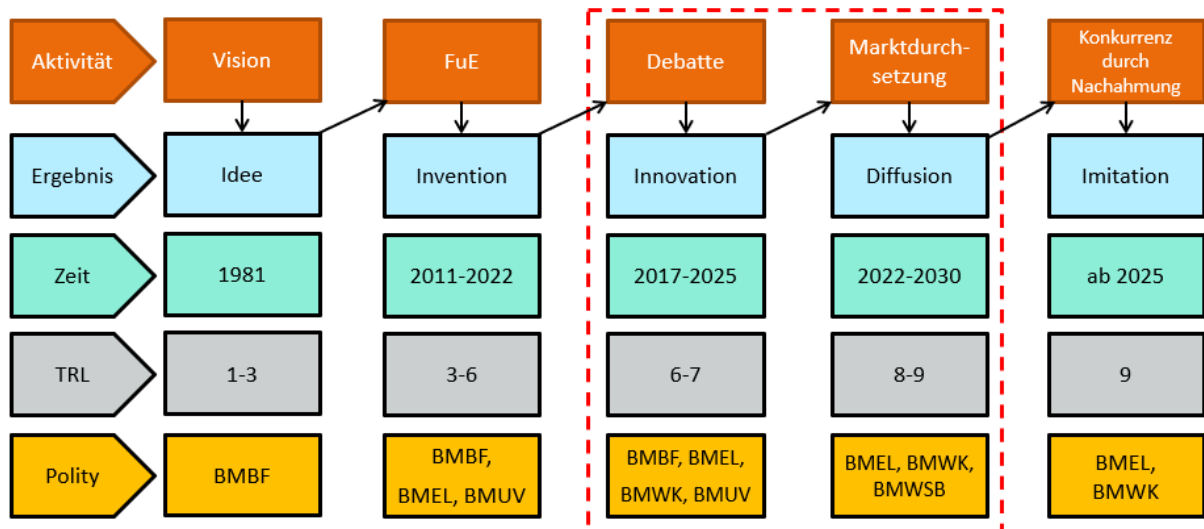 Aktivität
Vision
FuE
Debatte
Marktdurch-
setzung
Konkurrenz
durch
Nachahmung
Ergebnis
Idee
Invention
Innovation
Diffusion
Imitation
Zeit
1981
2011-2022
2017-2025
2022-2030
ab 2025
TRL
1-3
3-6
6-7
8-9
9
Polity
BMBF
BMBF,
BMEL, BMUV
BMBF, BMEL,
BMWK, BMUV
BMEL, BMWK,
BMWSB
BMEL,
BMWK